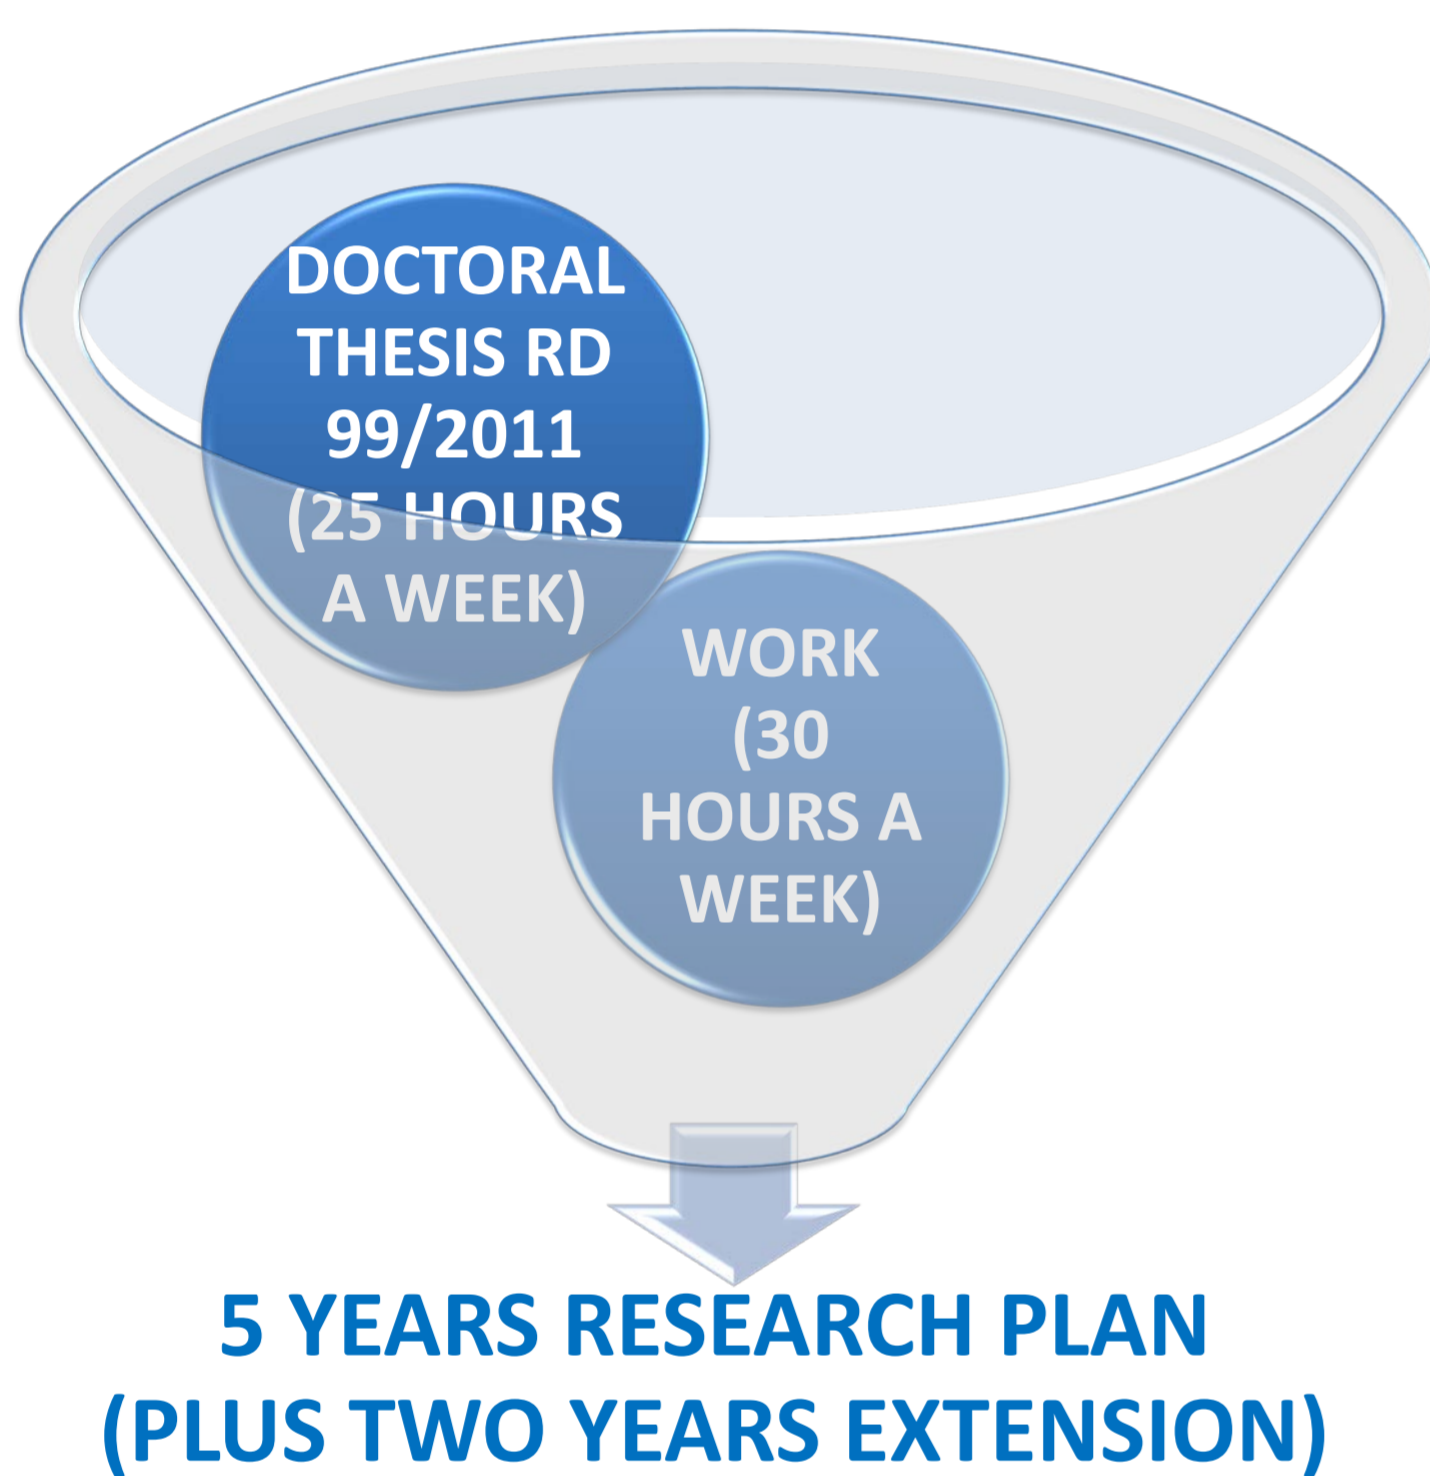 DOCTORAL
THESIS RD
99/2011
(25 HOURS
A WEEK)
WORK
(30
HOURS A
WEEK)
5 YEARS RESEARCH PLAN
(PLUS TWO YEARS EXTENSION)